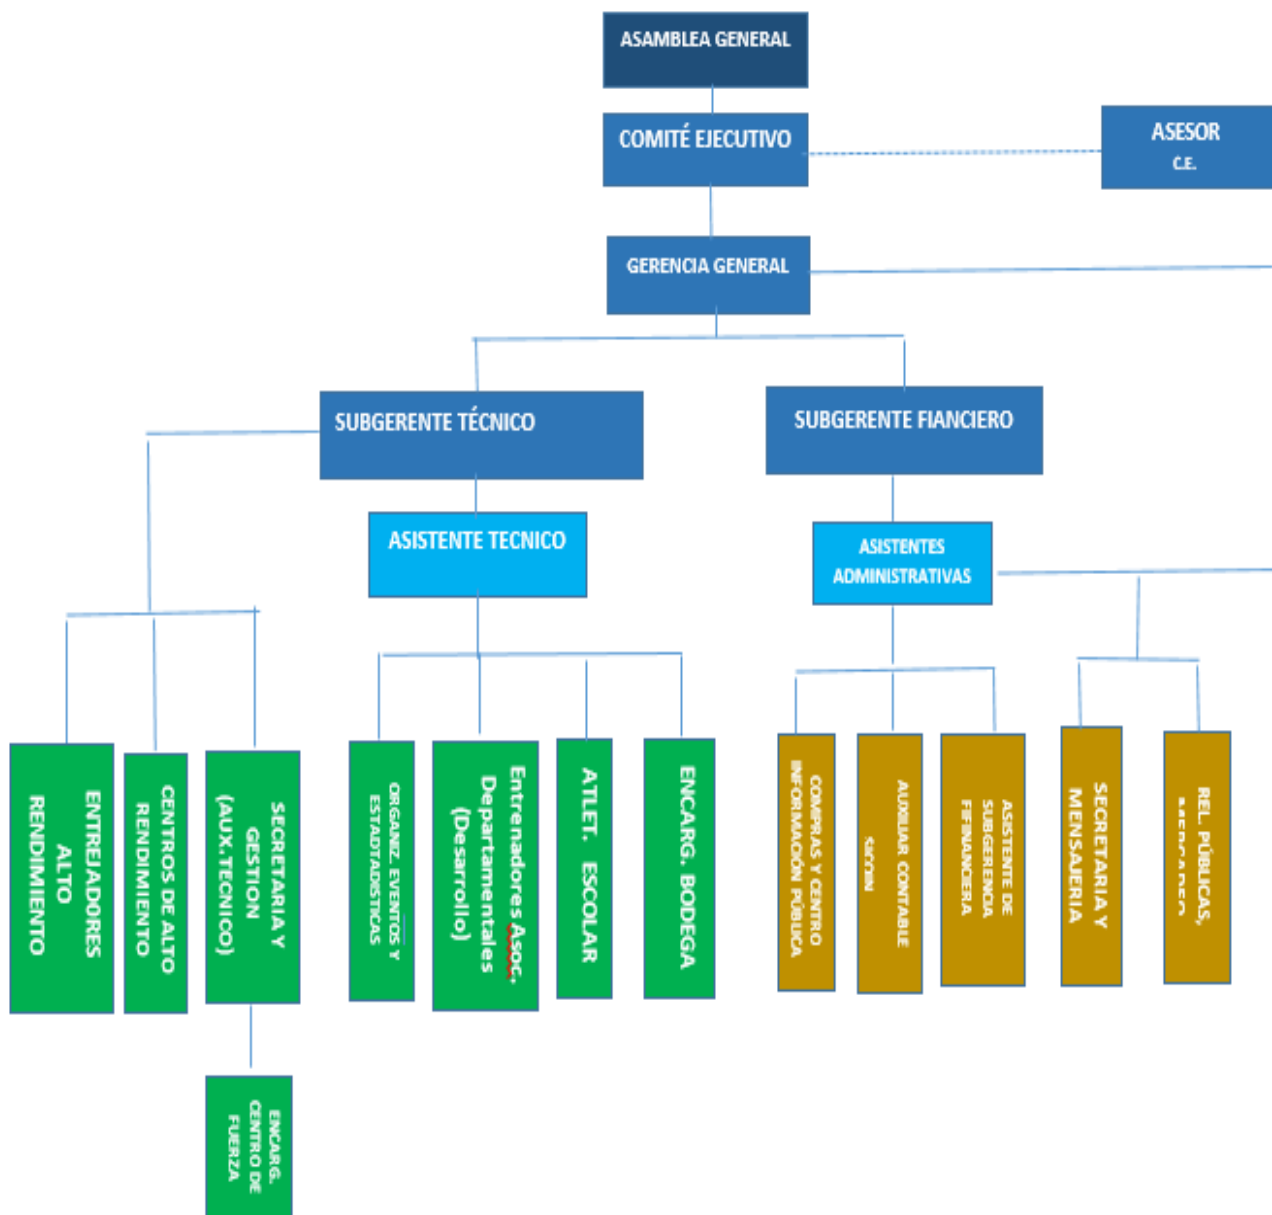 ASAMBLEA GENERAL
COMITÉ EJECUTIVO
ASESOR
C.E.
GERENCIA GENERAL
SUBGERENTE TÉCNICO
SUBGERENTE FIANCIERO
ASISTENTE TECNICO
ASISTENTES
ADMINISTRATIVAS
ENTREJADORES
ALTO
RENDIMIENTO
CENTROS DE ALTO
RENDIMIENTO
SECRETARIA Y
GESTION
(AUX.TECNICO)
ORGANIZ. EVENTOS Y
ESTADTADISTICAS
Entrenadores Asoc.
Departamentales
(Desarrollo)
ATLET. ESCOLAR
ENCARG. BODEGA
COMPRAS Y CENTRO
INFORMACIÓN PÚBLICA
AUXILIAR CONTABLE
ASISTENTE DE
SUBGERENCIA
FIFINANCIERA
SECRETARIA Y
MENSAJERIA
REL. PÚBLICAS,
ENCARG.
CENTRO DE
FUERZA